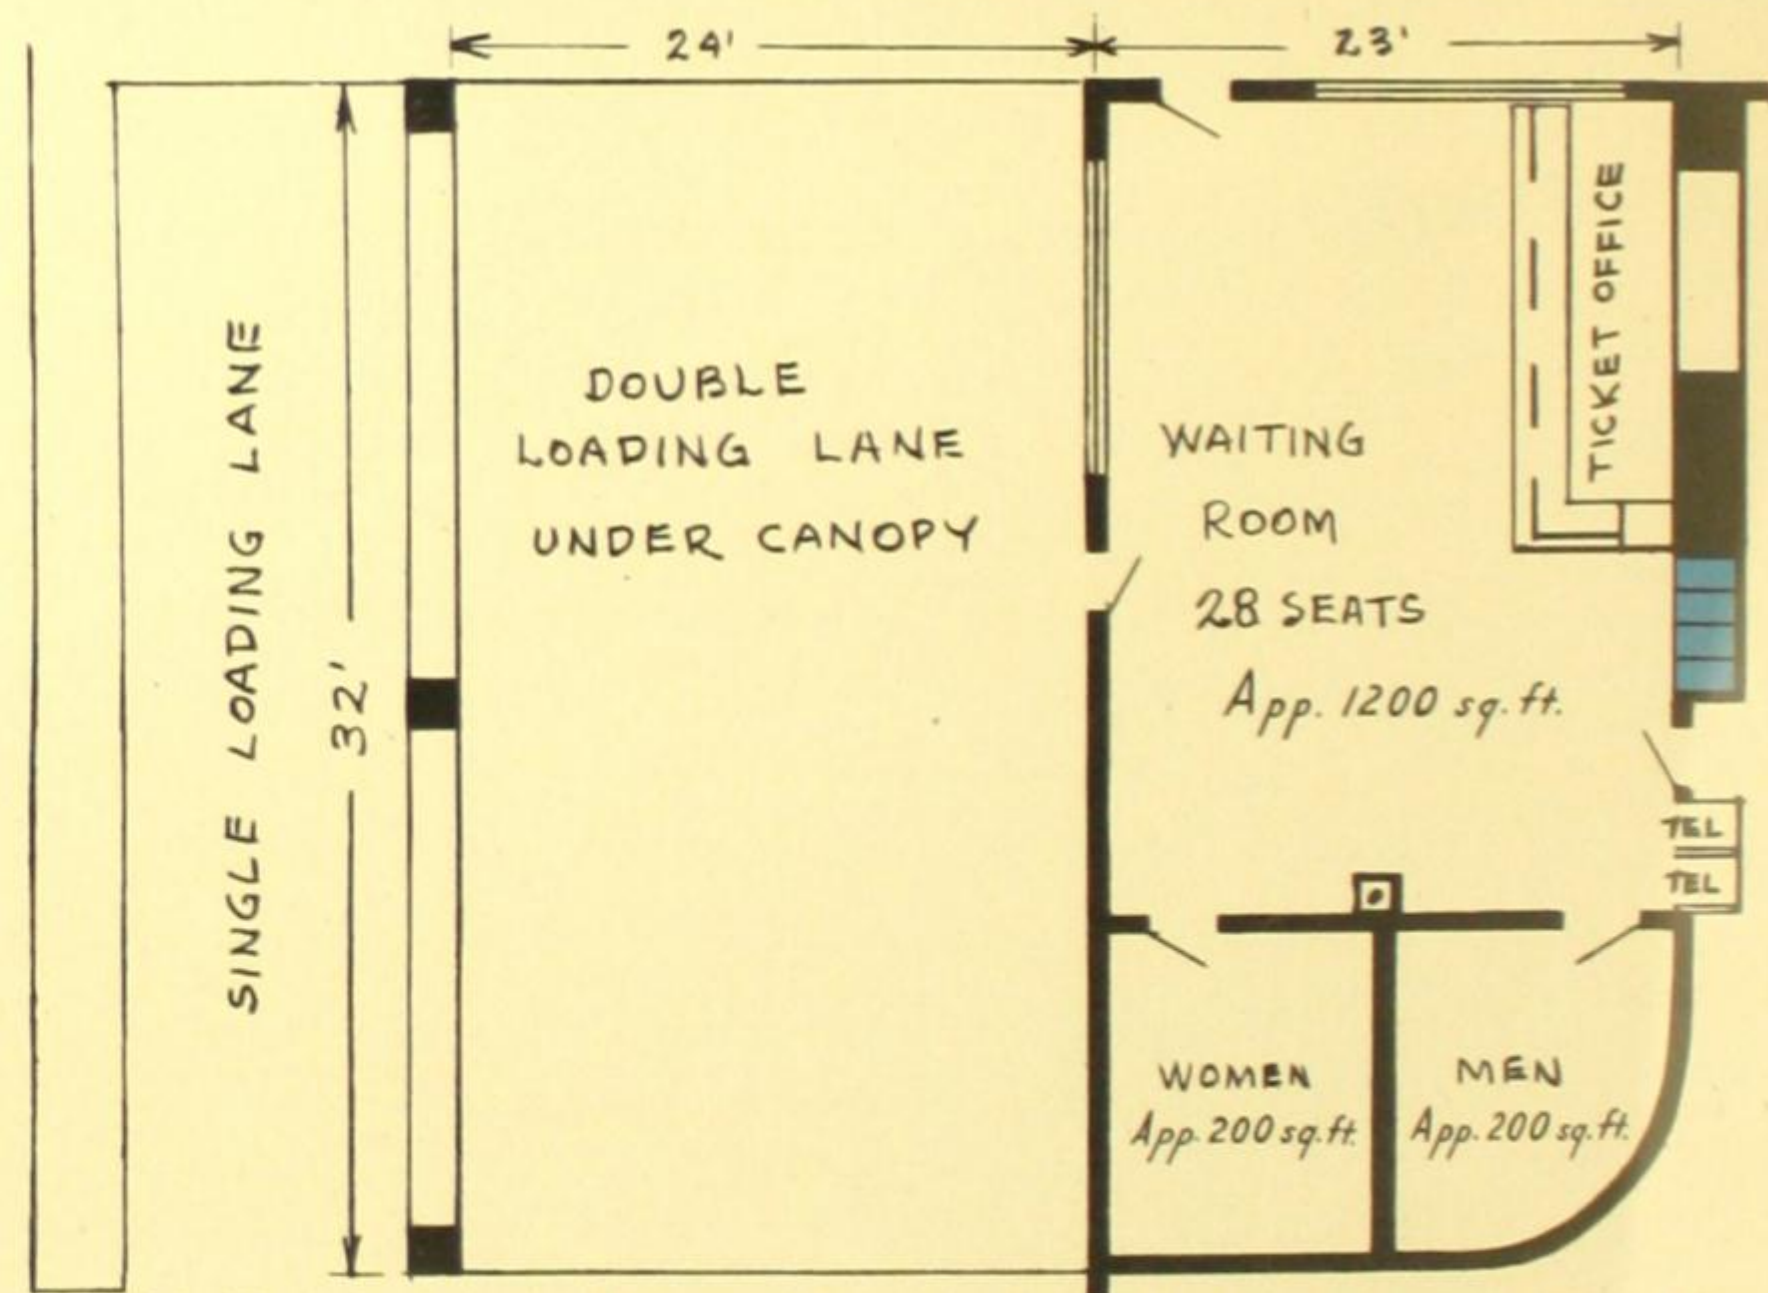 24'
23'
SINGLE LOADING LANE
32'
DOUBLE
LOADING LANE
UNDER CANOPY
WAITING
ROOM
28 SEATS
App. 1200 sq. ft.
TICKET OFFICE
TEL
TEL
WOMEN
App. 200 sq. ft.
MEN
App. 200 sq. ft.